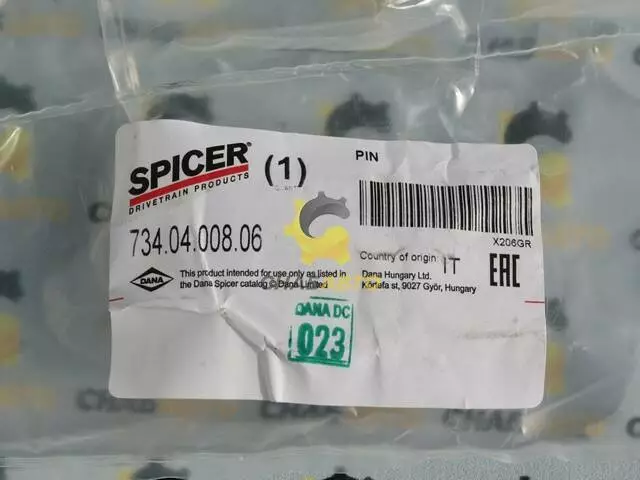 SPICER®
DRIVETRAIN PRODUCTS
(1)
PIN
X206GR
734.04.008.06
Country of origin IT
EAC
DANA
This product intended for use only as listed in
the Dana Spicer catalog © Dana Limited
Dana Hungary Ltd.
Kórtefa st, 9027 Győr, Hungary
DANA DC
023